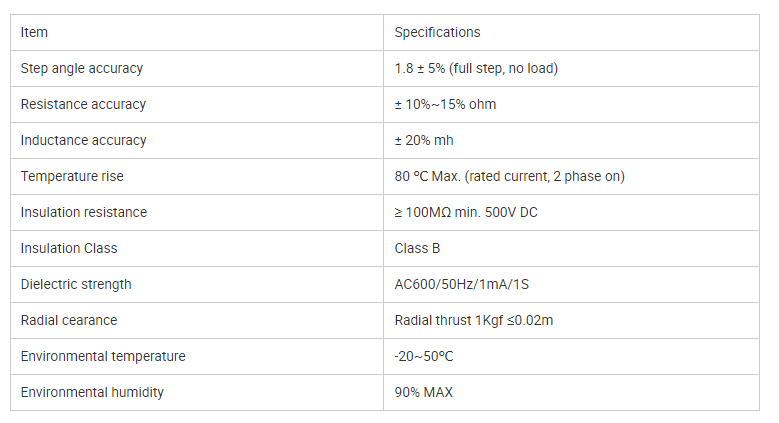 Item Specifications
Step angle accuracy 1.8 ± 5% (full step, no load)
Resistance accuracy ± 10%~15% ohm
Inductance accuracy ± 20% mh
Temperature rise 80 ºC Max. (rated current, 2 phase on)
Insulation resistance ≥ 100MΩ min. 500V DC
Insulation Class Class B
Dielectric strength AC600/50Hz/1mA/1S
Radial cearance Radial thrust 1Kgf ≤0.02m
Environmental temperature -20~50ºC
Environmental humidity 90% MAX